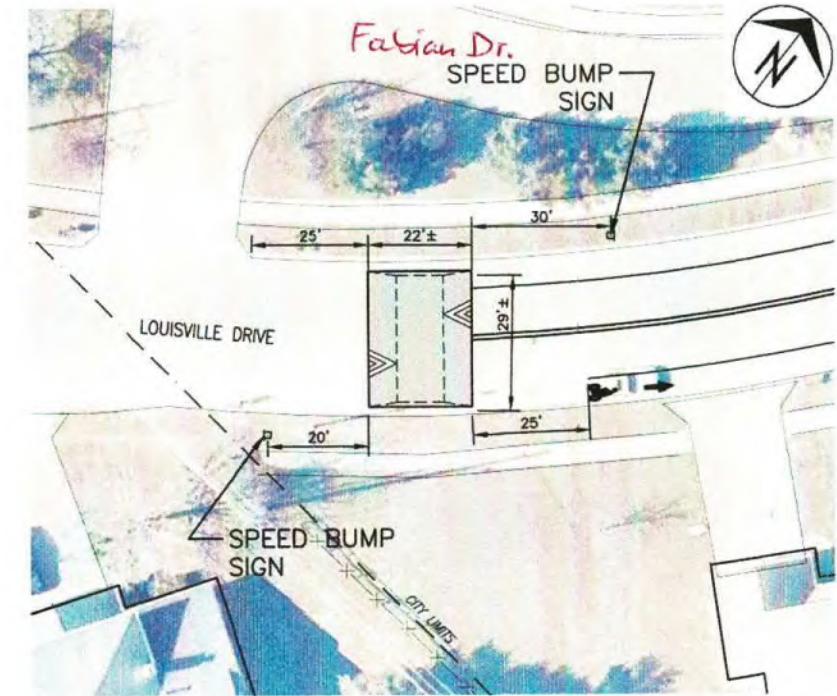 Fabian Dr.
SPEED BUMP
SIGN
N
25'
22'±
30'
29'±
LOUISVILLE DRIVE
20'
25'
SPEED BUMP
SIGN
CITY LIMITS